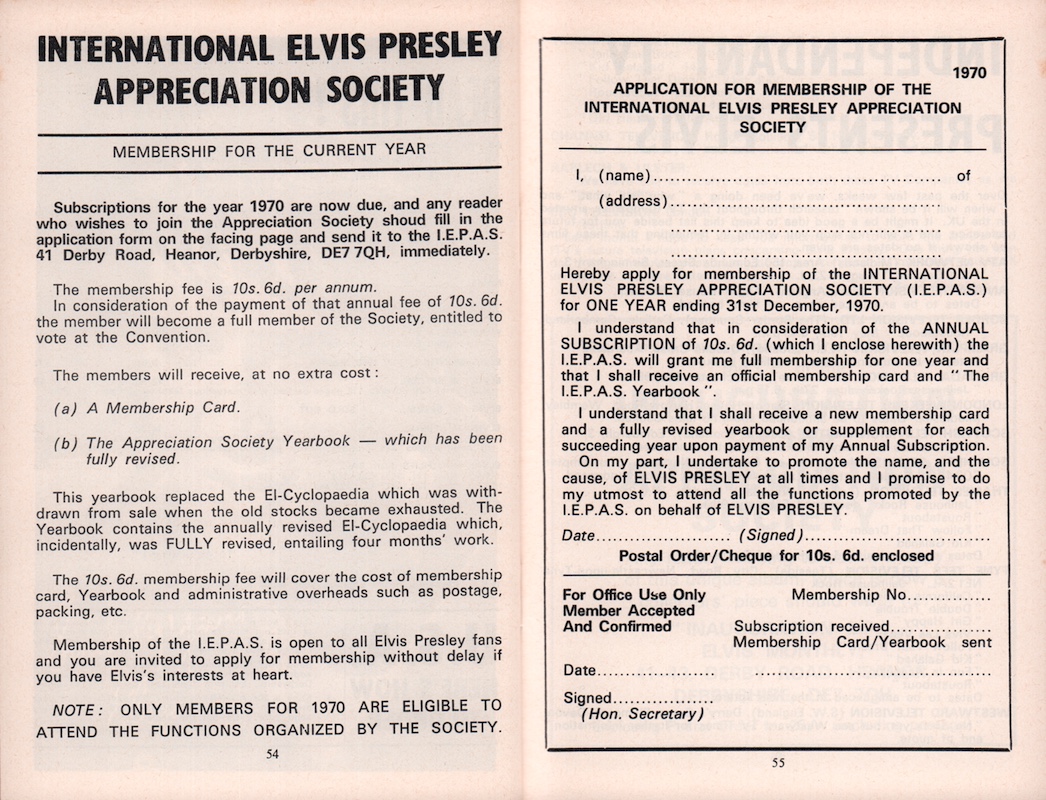 INTERNATIONAL ELVIS PRESLEY
APPRECIATION SOCIETY
MEMBERSHIP FOR THE CURRENT YEAR
Subscriptions for the year 1970 are now due, and any reader
who wishes to join the Appreciation Society shoud fill in the
application form on the facing page and send it to the I.E.P.A.S.
41 Derby Road, Heanor, Derbyshire, DE7 7QH, immediately.
The membership fee is 10s. 6d. per annum.
In consideration of the payment of that annual fee of 10s. 6d.
the member will become a full member of the Society, entitled to
vote at the Convention.
The members will receive, at no extra cost :
(a) A Membership Card.
(b) The Appreciation Society Yearbook — which has been
fully revised.
This yearbook replaced the El-Cyclopaedia which was with-
drawn from sale when the old stocks became exhausted. The
Yearbook contains the annually revised El-Cyclopaedia which,
incidentally, was FULLY revised, entailing four months' work.
The 10s. 6d. membership fee will cover the cost of membership
card, Yearbook and administrative overheads such as postage,
packing, etc.
Membership of the I.E.P.A.S. is open to all Elvis Presley fans
and you are invited to apply for membership without delay if
you have Elvis's interests at heart.
NOTE: ONLY MEMBERS FOR 1970 ARE ELIGIBLE TO
ATTEND THE FUNCTIONS ORGANIZED BY THE SOCIETY.
54
1970
APPLICATION FOR MEMBERSHIP OF THE
INTERNATIONAL ELVIS PRESLEY APPRECIATION
SOCIETY
I, (name)................................................ of
(address)......................................................
.............................................
.............................................
Hereby apply for membership of the INTERNATIONAL
ELVIS PRESLEY APPRECIATION SOCIETY (I.E.P.A.S.)
for ONE YEAR ending 31st December, 1970.
I understand that in consideration of the ANNUAL
SUBSCRIPTION of 10s. 6d. (which I enclose herewith) the
I.E.P.A.S. will grant me full membership for one year and
that I shall receive an official membership card and " The
I.E.P.A.S. Yearbook ".
I understand that I shall receive a new membership card
and a fully revised yearbook or supplement for each
succeeding year upon payment of my Annual Subscription.
On my part, I undertake to promote the name, and the
cause, of ELVIS PRESLEY at all times and I promise to do
my utmost to attend all the functions promoted by the
I.E.P.A.S. on behalf of ELVIS PRESLEY.
Date....................... (Signed)...............................
Postal Order/Cheque for 10s. 6d. enclosed
For Office Use Only Membership No..............
Member Accepted
And Confirmed Subscription received.................
Membership Card/Yearbook sent
Date..................................................................
Signed.................
(Hon. Secretary)
55